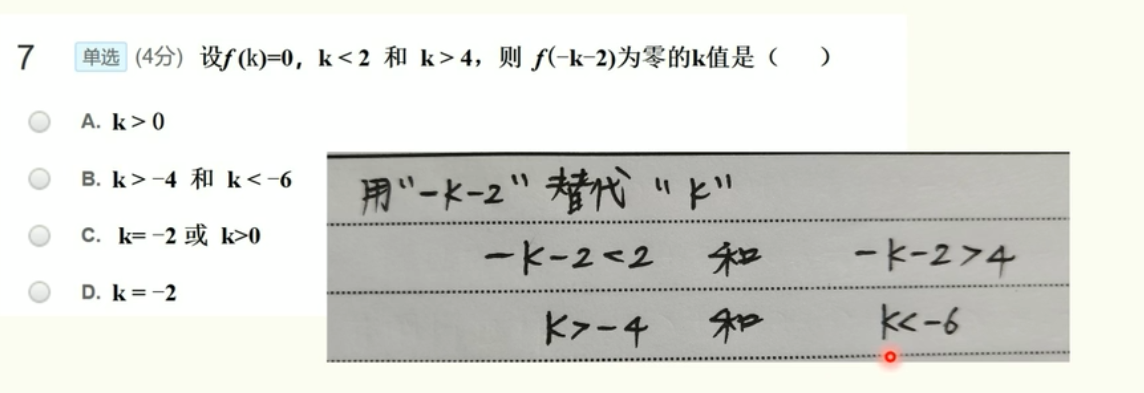 7 单选 (4分) 设f(k)=0，k<2 和 k>4，则 f(-k-2)为零的k值是（ ）
A. k>0
B. k>-4 和 k<-6
C. k=-2 或 k>0
D. k=-2
用"-k-2"替代"k"
-k-2<2 和 -k-2>4
k>-4 和 k<-6